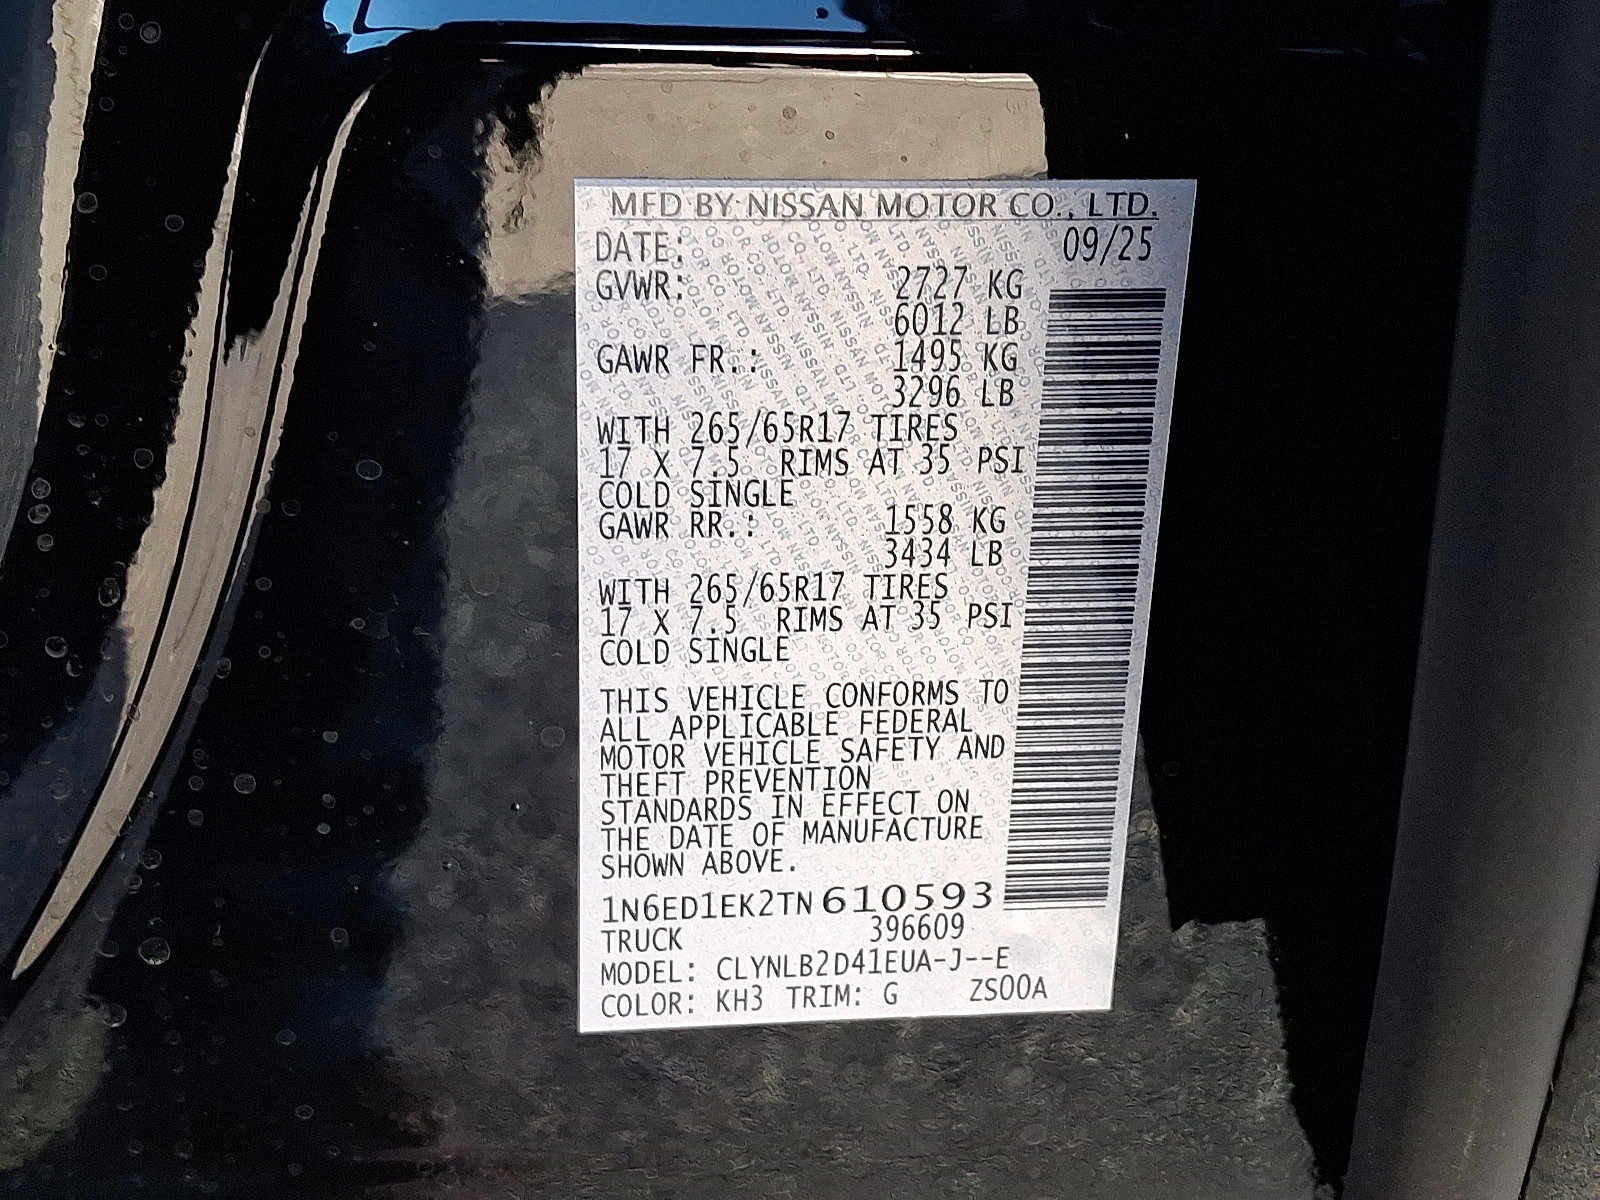 MFD BY NISSAN MOTOR CO., LTD.
DATE: 09/25
GVWR: 2727 KG
6012 LB
GAWR FR.: 1495 KG
3296 LB
WITH 265/65R17 TIRES
17 X 7.5 RIMS AT 35 PSI
COLD SINGLE
GAWR RR.: 1558 KG
3434 LB
WITH 265/65R17 TIRES
17 X 7.5 RIMS AT 35 PSI
COLD SINGLE
THIS VEHICLE CONFORMS TO
ALL APPLICABLE FEDERAL
MOTOR VEHICLE SAFETY AND
THEFT PREVENTION
STANDARDS IN EFFECT ON
THE DATE OF MANUFACTURE
SHOWN ABOVE.
1N6ED1EK2TN610593
TRUCK 396609
MODEL: CLYNLB2D41EUA-J--E
COLOR: KH3 TRIM: G ZS00A